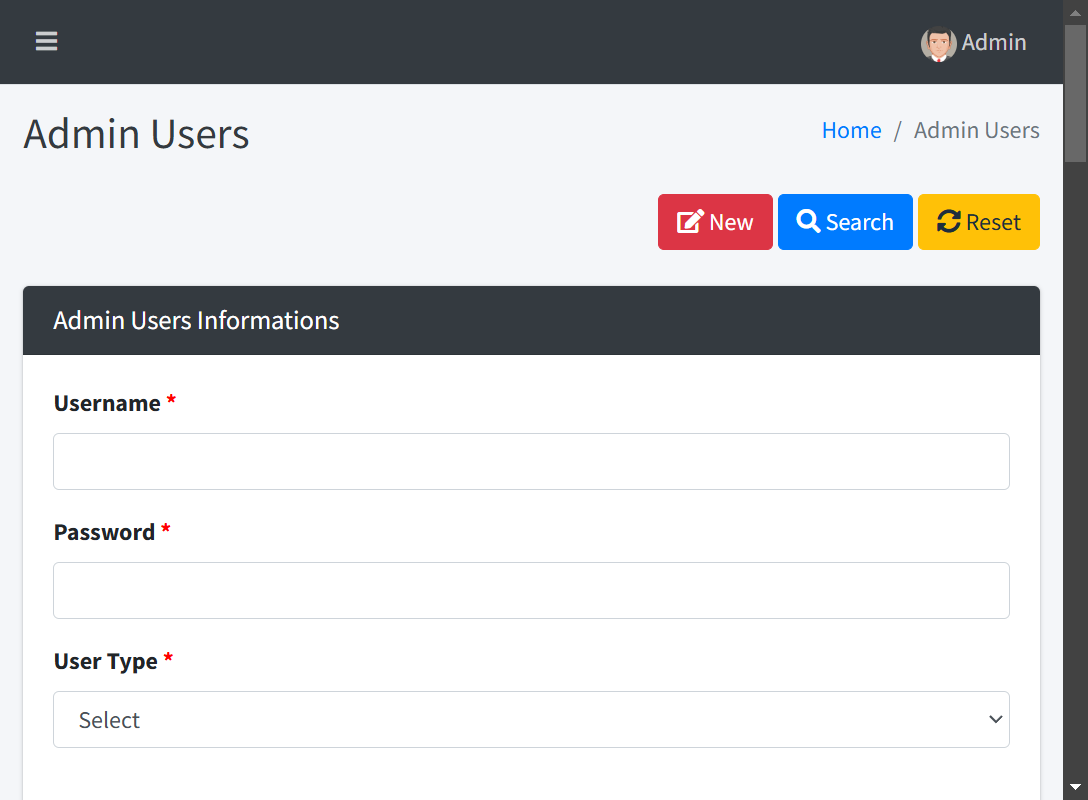 Admin
Admin Users
Home / Admin Users
New Search Reset
Admin Users Informations
Username *
Password *
User Type *
Select